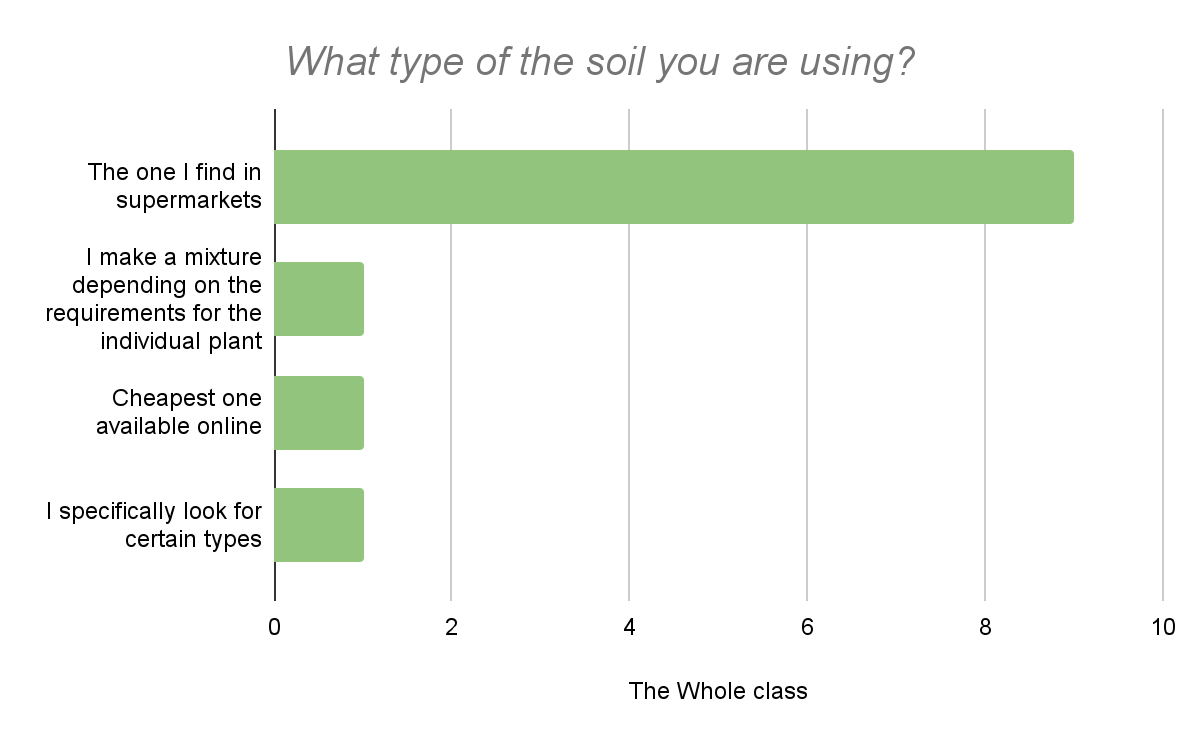 What type of the soil you are using?
The one I find in
supermarkets
I make a mixture
depending on the
requirements for the
individual plant
Cheapest one
available online
I specifically look for
certain types
0 2 4 6 8 10
The Whole class